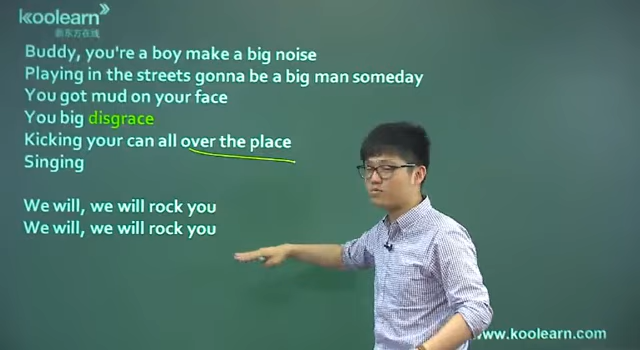 koolearn
新东方在线
Buddy, you're a boy make a big noise
Playing in the streets gonna be a big man someday
You got mud on your face
You big disgrace
Kicking your can all over the place
Singing
We will, we will rock you
We will, we will rock you
www.koolearn.com